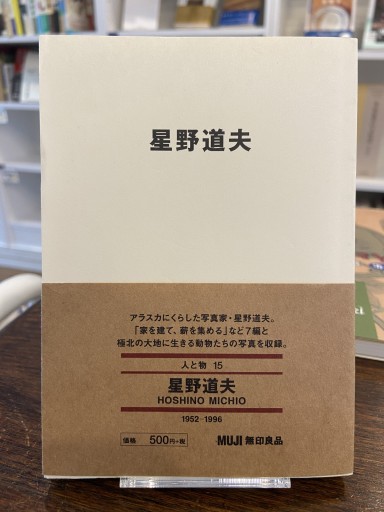 星野道夫
アラスカにくらした写真家・星野道夫。
「家を建て、薪を集める」など7編と
極北の大地に生きる動物たちの写真を収録。
人と物 15
星野道夫
HOSHINO MICHIO
1952-1996
価格 500円+税
MUJI 無印良品